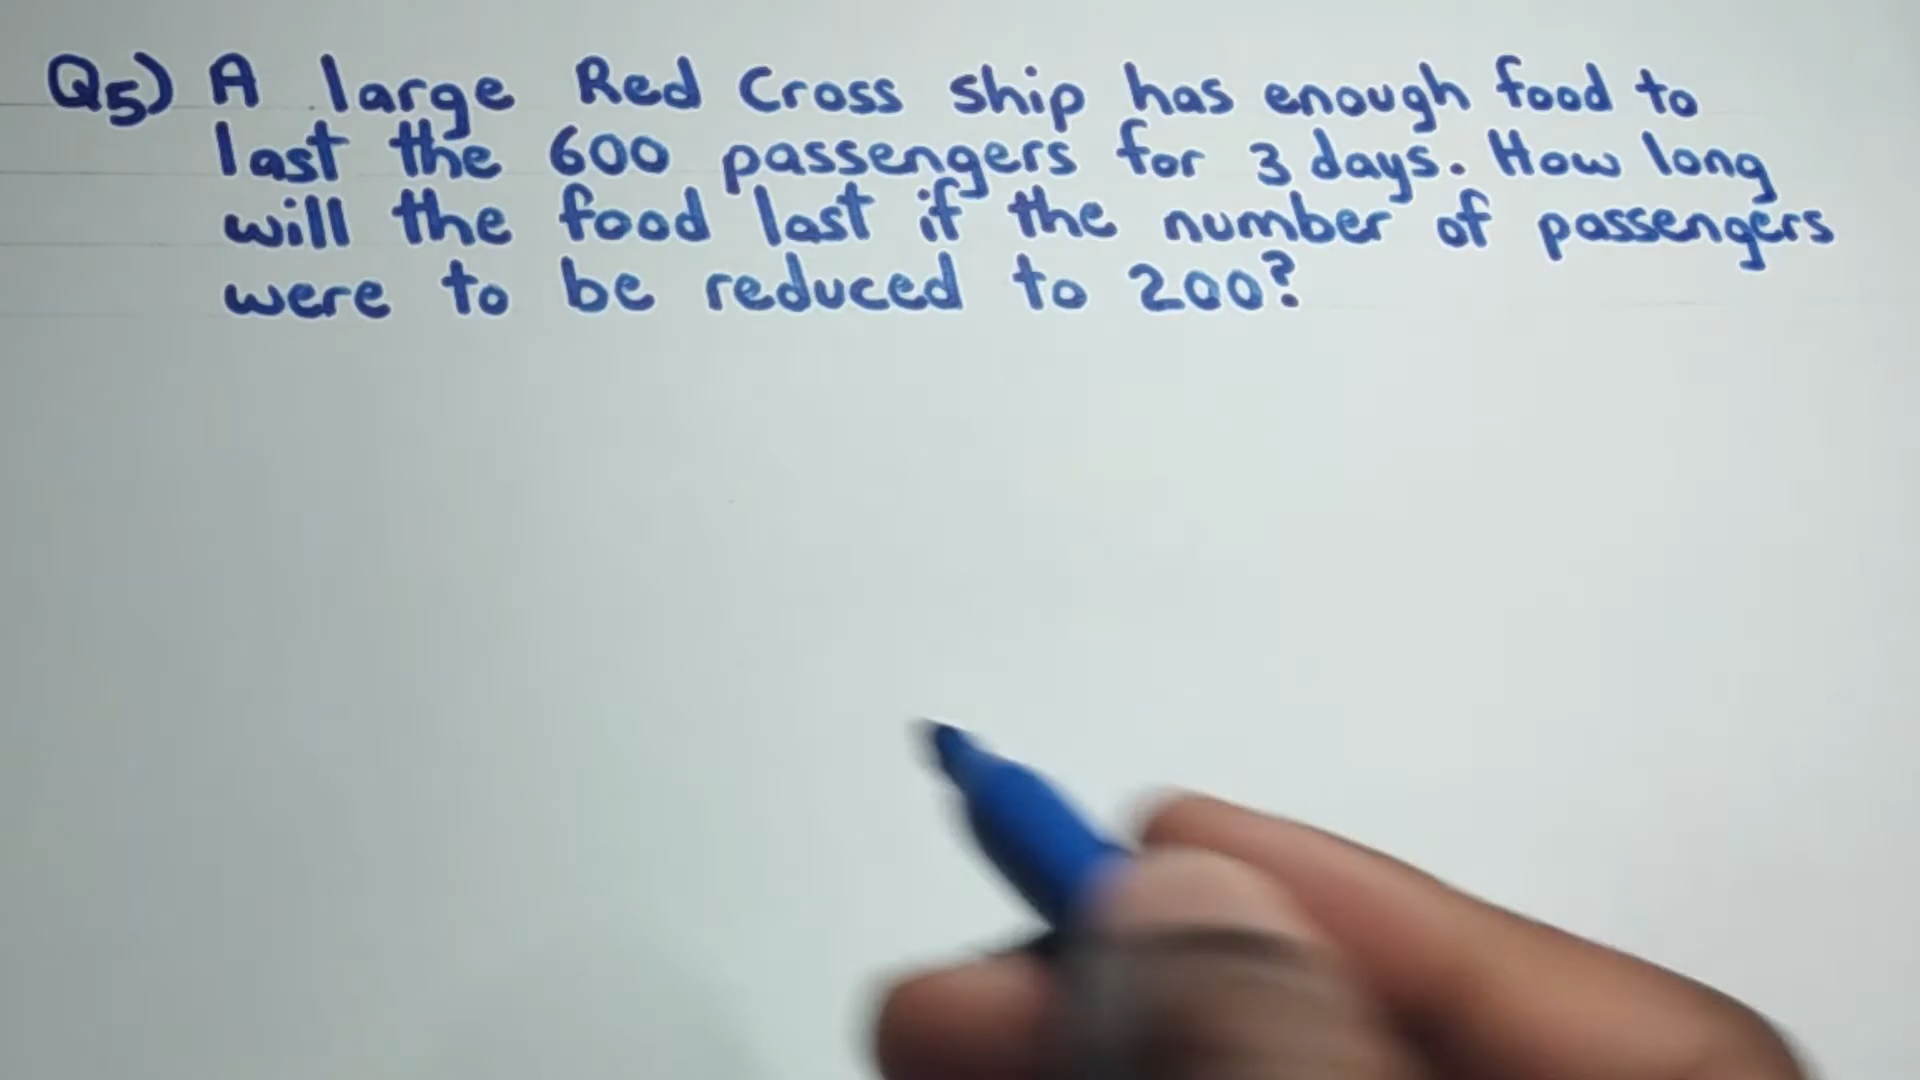 Q5) A large Red Cross ship has enough food to
last the 600 passengers for 3 days. How long
will the food last if the number of passengers
were to be reduced to 200?